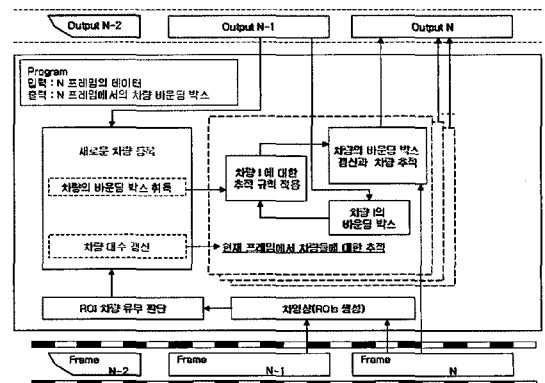 Output N-2
Output N-1
Output N
Program
입력 : N 프레임의 데이터
출력 : N 프레임에서의 차량 바운딩 박스
새로운 차량 등록
차량의 바운딩 박스 취득
차량 대수 갱신
차량 i 에 대한
추적 규칙 적용
차량의 바운딩 박스
갱신과 차량 추적
차량 i의
바운딩 박스
현재 프레임에서 차량들에 대한 추적
ROI 차량 유무 판단
차영상(ROIs 생성)
Frame
N-2
Frame
N-1
Frame
N